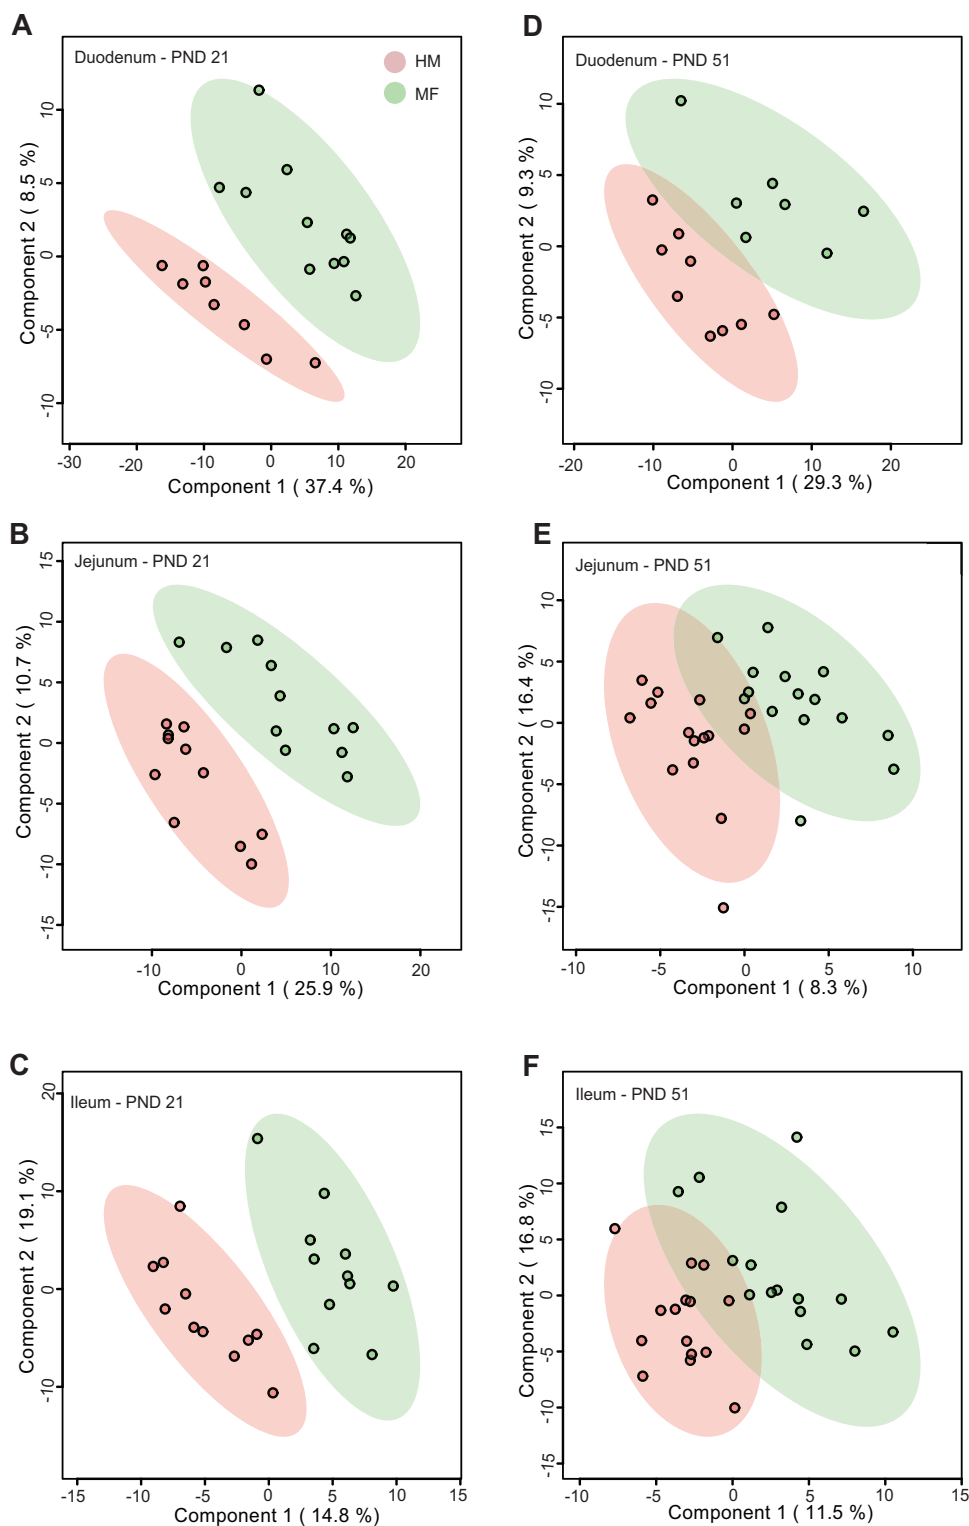 A
Duodenum - PND 21
HM
MF
10
5
0
-5
-10
Component 2 ( 8.5 %)
-30
-20
-10
0
10
20
Component 1 ( 37.4 %)
D
Duodenum - PND 51
10
5
0
-5
-10
Component 2 ( 9.3 %)
-20
-10
0
10
20
Component 1 ( 29.3 %)
B
Jejunum - PND 21
15
10
5
0
-5
-10
-15
Component 2 ( 10.7 %)
-10
0
10
20
Component 1 ( 25.9 %)
E
Jejunum - PND 51
10
5
0
-5
-10
-15
Component 2 ( 16.4 %)
-10
-5
0
5
10
Component 1 ( 8.3 %)
C
Ileum - PND 21
20
10
0
-10
Component 2 ( 19.1 %)
-15
-10
-5
0
5
10
15
Component 1 ( 14.8 %)
F
Ileum - PND 51
15
10
5
0
-5
-10
-15
Component 2 ( 16.8 %)
-10
-5
0
5
10
15
Component 1 ( 11.5 %)